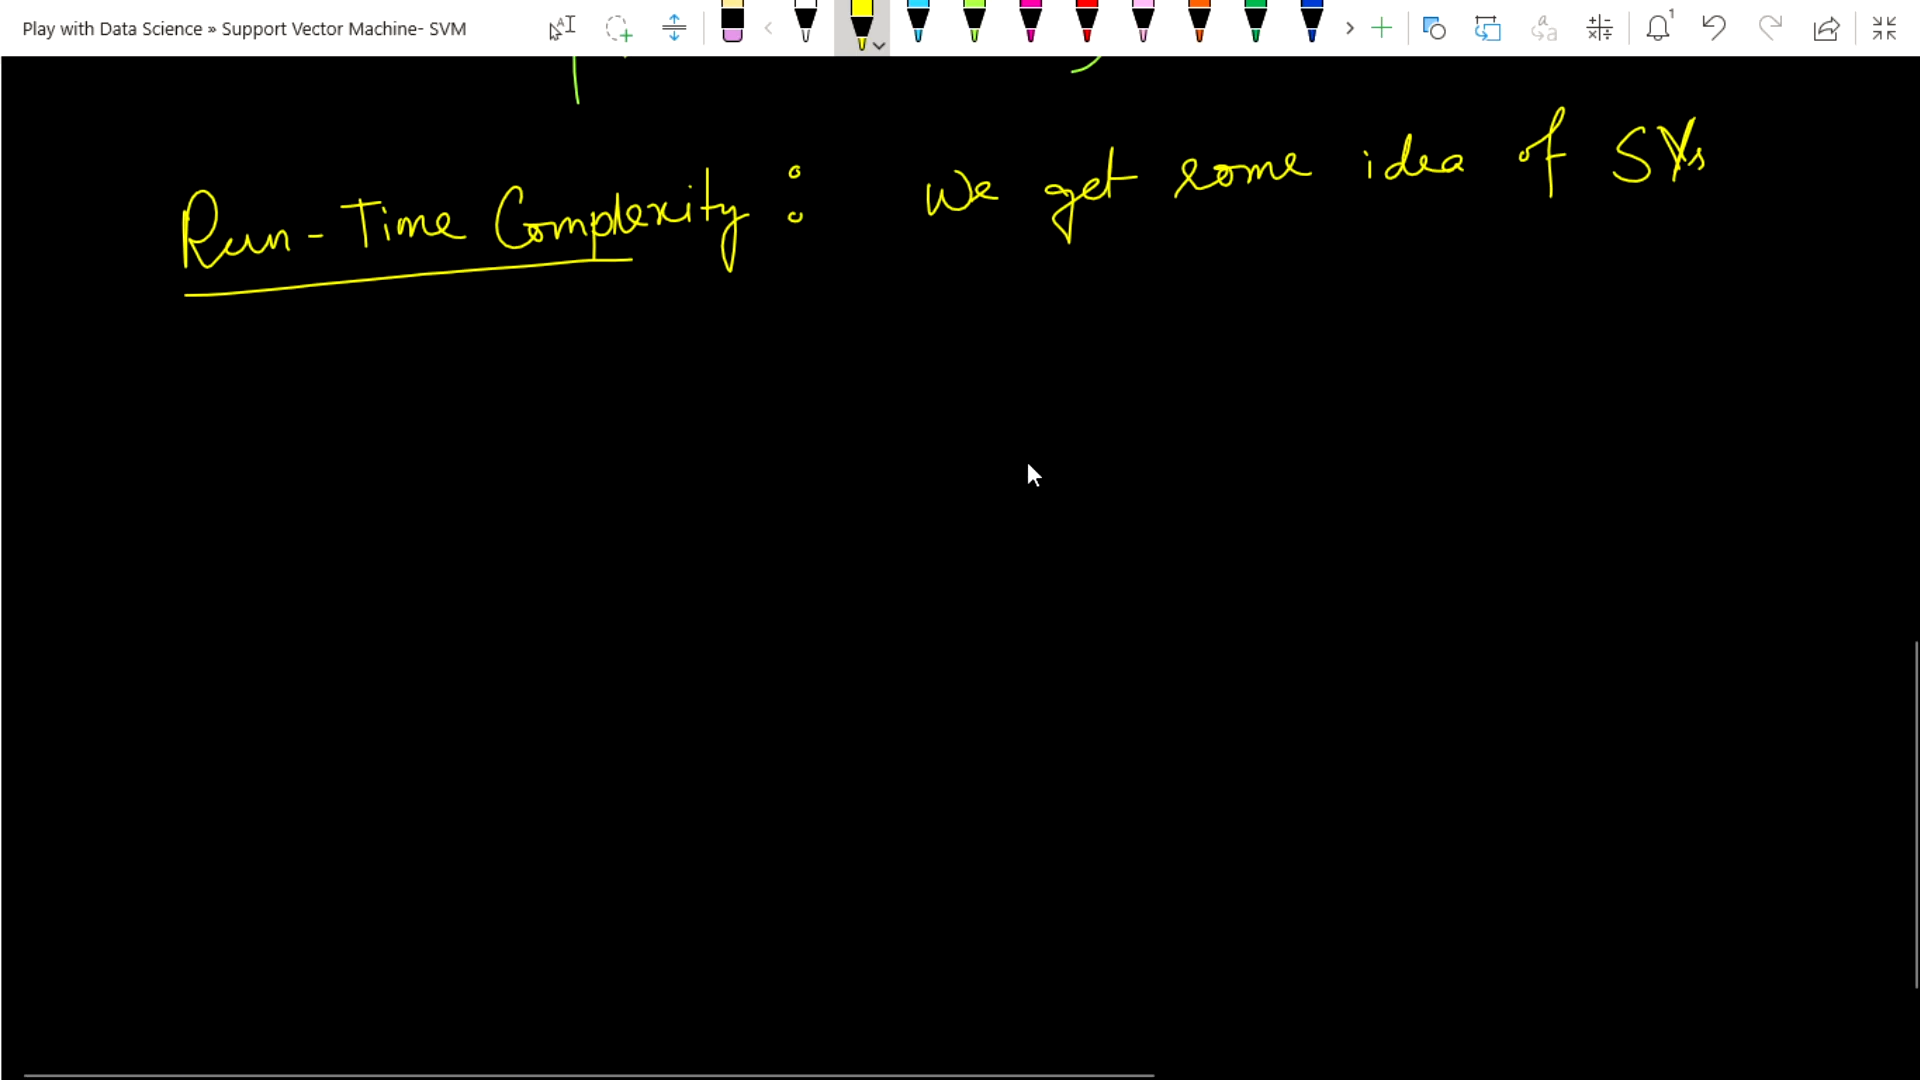 Play with Data Science » Support Vector Machine- SVM
Run-Time Complexity : We get some idea of SVs